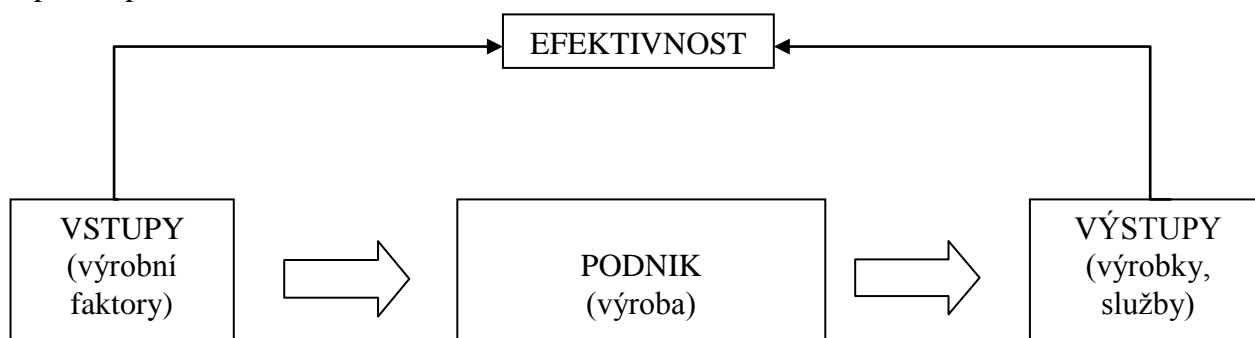 EFEKTIVNOST
VSTUPY
(výrobní
faktory)
PODNIK
(výroba)
VÝSTUPY
(výrobky,
služby)